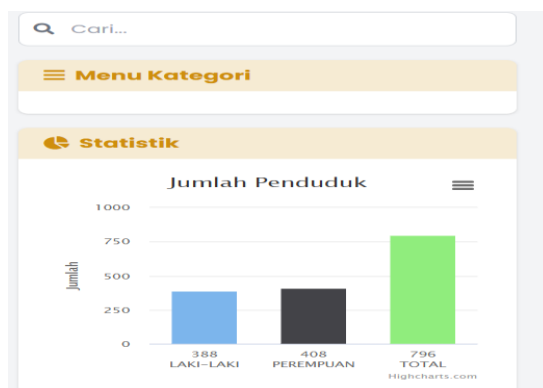 Cari...
Menu Kategori
Statistik
Jumlah Penduduk
1000
750
500
250
0
Jumlah
388 408 796
LAKI-LAKI PEREMPUAN TOTAL
Highcharts.com